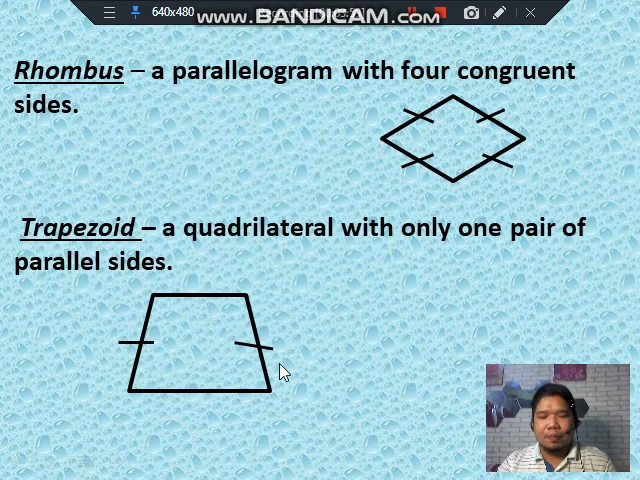 640x480
www.BANDICAM.com
Rhombus – a parallelogram with four congruent
sides.
Trapezoid – a quadrilateral with only one pair of
parallel sides.